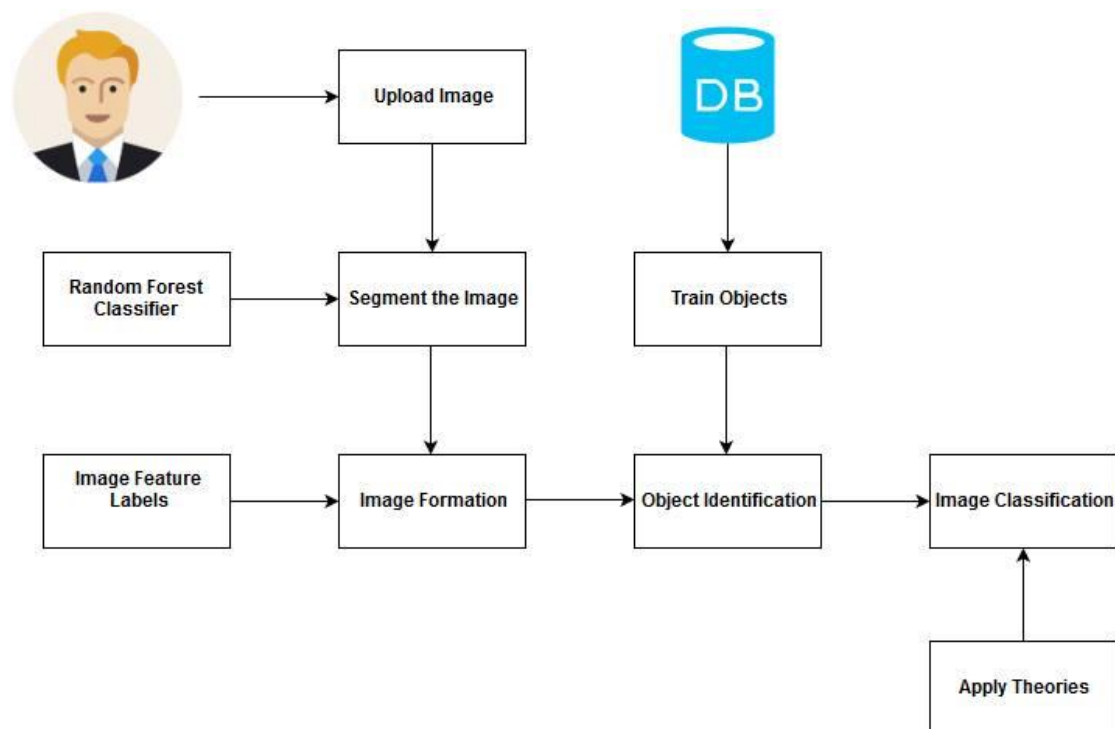 Upload Image
DB
Random Forest
Classifier
Segment the Image
Train Objects
Image Feature
Labels
Image Formation
Object Identification
Image Classification
Apply Theories